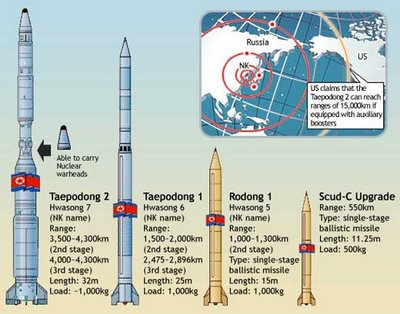 Russia
NK
US
US claims that the
Taepodong 2 can reach
ranges of 15,000km if
equipped with auxiliary
boosters
Able to carry
Nuclear
warheads
Taepodong 2
Hwasong 7
(NK name)
Range:
3,500-4,300km
(2nd stage)
4,000-4,300km
(3rd stage)
Length: 32m
Load: ~1,000kg
Taepodong 1
Hwasong 6
(NK name)
Range:
1,500-2,000km
(2nd stage)
2,475-2,896km
(3rd stage)
Length: 25m
Load: 1,000kg
Rodong 1
Hwasong 5
(NK name)
Range:
1,000-1,300km
(2nd stage)
Type: single-stage
ballistic missile
Length: 15m
Load: 1,000kg
Scud-C Upgrade
Range: 550km
Type: single-stage
ballistic missile
Length: 11.25m
Load: 500kg